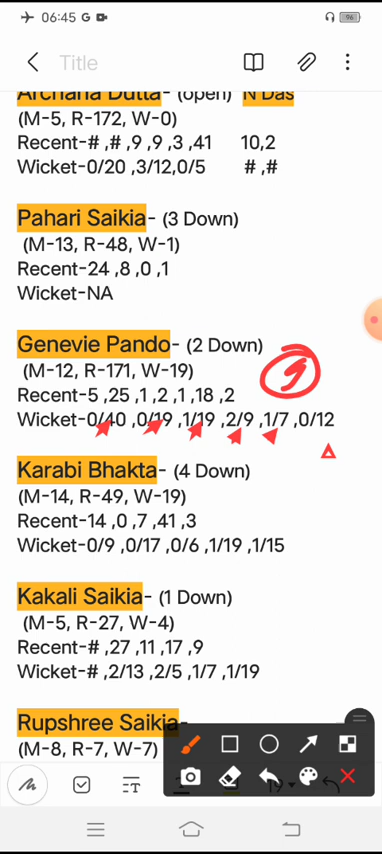 06:45 G 96
Title
Archana Dutta- (open) N Das
(M-5, R-172, W-0)
Recent-# ,# ,9 ,9 ,3 ,41 10,2
Wicket-0/20 ,3/12,0/5 # ,#
Pahari Saikia- (3 Down)
(M-13, R-48, W-1)
Recent-24 ,8 ,0 ,1
Wicket-NA
Genevie Pando- (2 Down)
(M-12, R-171, W-19)
Recent-5 ,25 ,1 ,2 ,1 ,18 ,2
Wicket-0/40 ,0/19 ,1/19 ,2/9 ,1/7 ,0/12
Karabi Bhakta- (4 Down)
(M-14, R-49, W-19)
Recent-14 ,0 ,7 ,41 ,3
Wicket-0/9 ,0/17 ,0/6 ,1/19 ,1/15
Kakali Saikia- (1 Down)
(M-5, R-27, W-4)
Recent-# ,27 ,11 ,17 ,9
Wicket-# ,2/13 ,2/5 ,1/7 ,1/19
Rupshree Saikia-
(M-8, R-7, W-7)